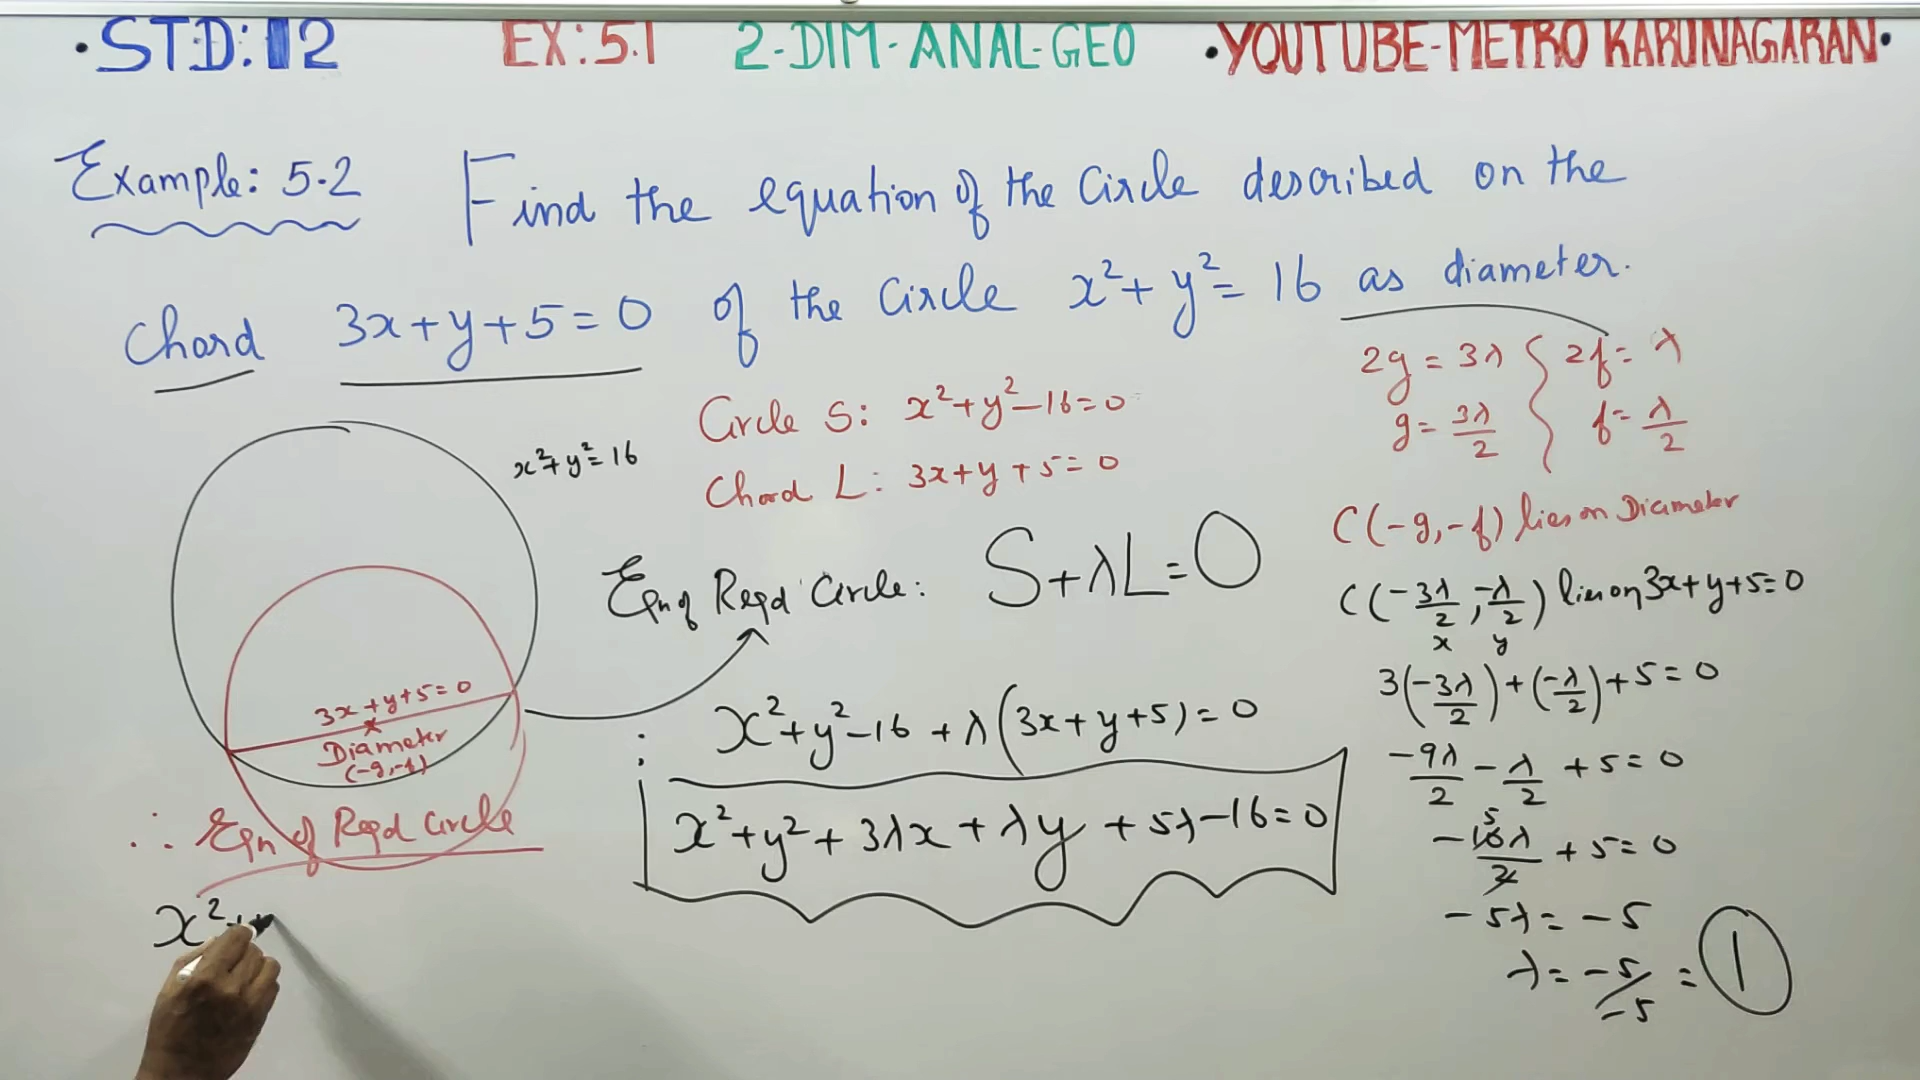 • STD: 12 EX: 5.1 2-DIM-ANAL-GEO • YOUTUBE-METRO KARUNAGARAN •
Example: 5.2 Find the equation of the Circle described on the
Chord 3x+y+5=0 of the Circle x²+y²=16 as diameter.
x²+y²=16
3x+y+5=0
x
Diameter
(-g,-f)
Circle S: x²+y²-16=0
Chord L: 3x+y+5=0
Eqn of Reqd Circle: S+λL=0
x²+y²-16+λ(3x+y+5)=0
x²+y²+3λx+λy+5λ-16=0
2g=3λ { 2f=λ
g=3λ/2 f=λ/2
C(-g,-f) lies on Diameter
C(-3λ/2, -λ/2) lies on 3x+y+5=0
x y
3(-3λ/2)+(-λ/2)+5=0
-9λ/2 - λ/2 +5=0
5
-10λ/2 +5=0
-5λ=-5
λ=-5/-5 = 1
∴ Eqn of Reqd Circle
x²+